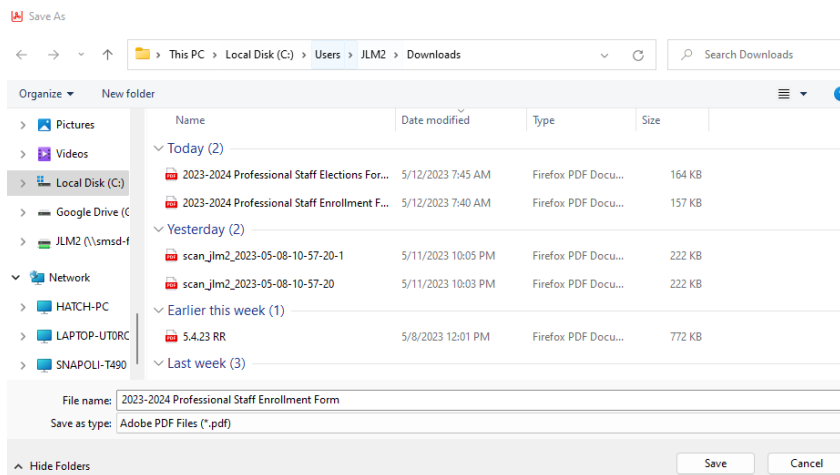 Save As
This PC > Local Disk (C:) > Users > JLM2 > Downloads
Search Downloads
Organize
New folder
Name Date modified Type Size
Pictures
Videos
Local Disk (C:)
Google Drive (G
JLM2 (\\smsd-f
Network
HATCH-PC
LAPTOP-UT0RC
SNAPOLI-T490
Today (2)
2023-2024 Professional Staff Elections For... 5/12/2023 7:45 AM Firefox PDF Docu... 164 KB
2023-2024 Professional Staff Enrollment F... 5/12/2023 7:40 AM Firefox PDF Docu... 157 KB
Yesterday (2)
scan_jlm2_2023-05-08-10-57-20-1 5/11/2023 10:05 PM Firefox PDF Docu... 222 KB
scan_jlm2_2023-05-08-10-57-20 5/11/2023 10:03 PM Firefox PDF Docu... 222 KB
Earlier this week (1)
5.4.23 RR 5/8/2023 12:01 PM Firefox PDF Docu... 772 KB
Last week (3)
File name: 2023-2024 Professional Staff Enrollment Form
Save as type: Adobe PDF Files (*.pdf)
Hide Folders
Save
Cancel